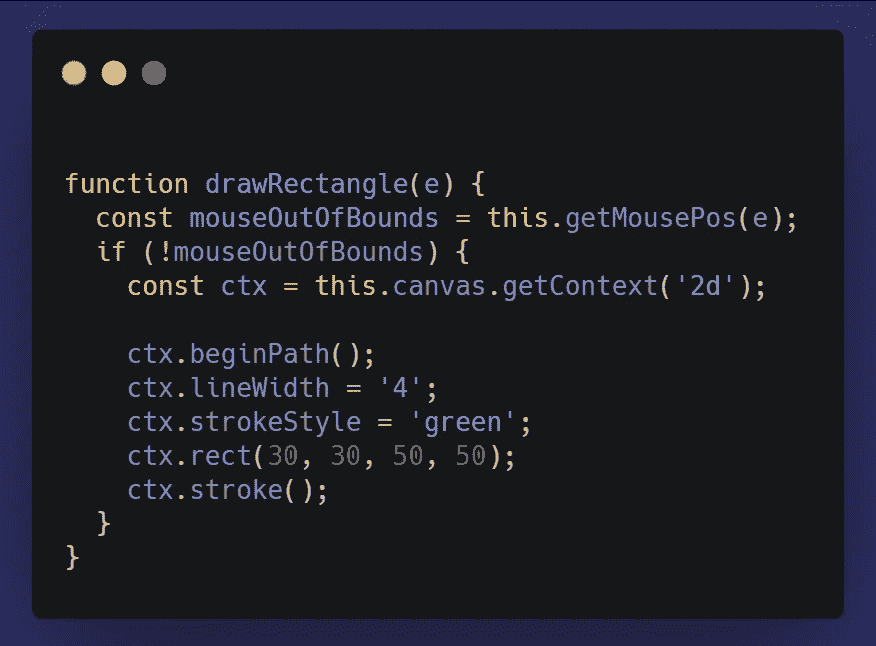 function drawRectangle(e) {
  const mouseOutOfBounds = this.getMousePos(e);
  if (!mouseOutOfBounds) {
    const ctx = this.canvas.getContext('2d');

    ctx.beginPath();
    ctx.lineWidth = '4';
    ctx.strokeStyle = 'green';
    ctx.rect(30, 30, 50, 50);
    ctx.stroke();
  }
}